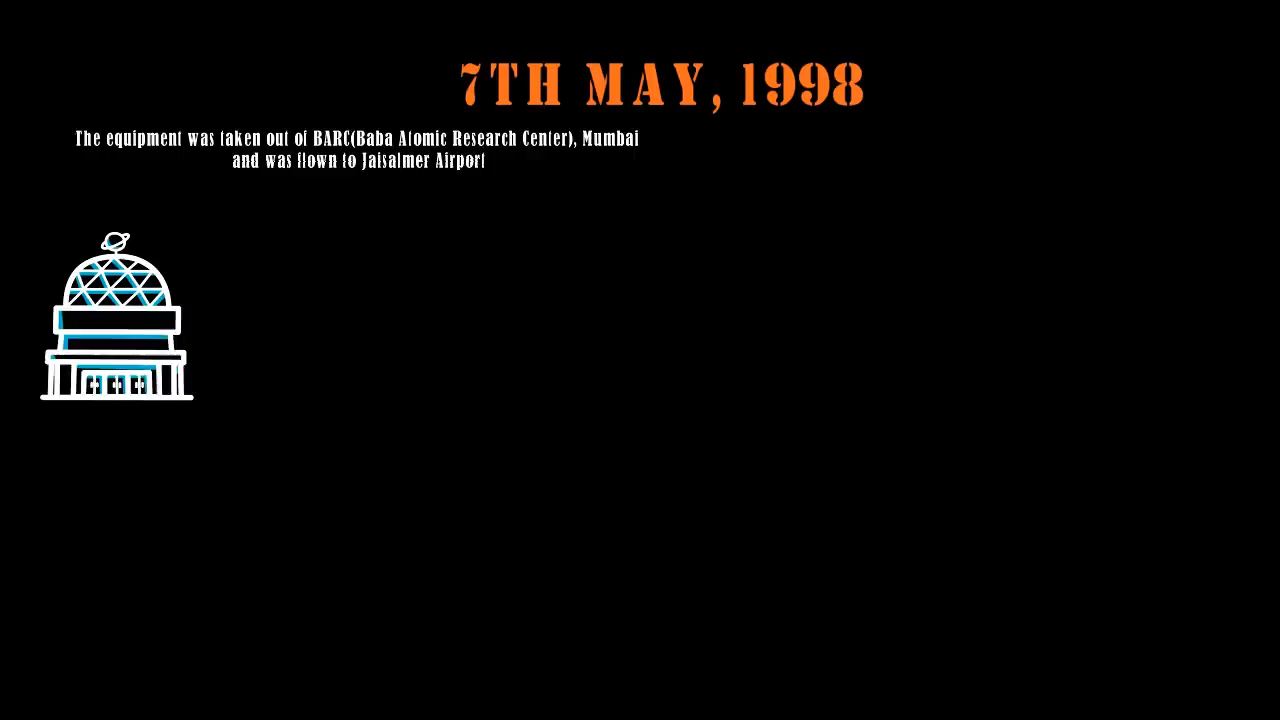 7TH MAY, 1998
The equipment was taken out of BARC(Baba Atomic Research Center), Mumbai
and was flown to Jaisalmer Airport